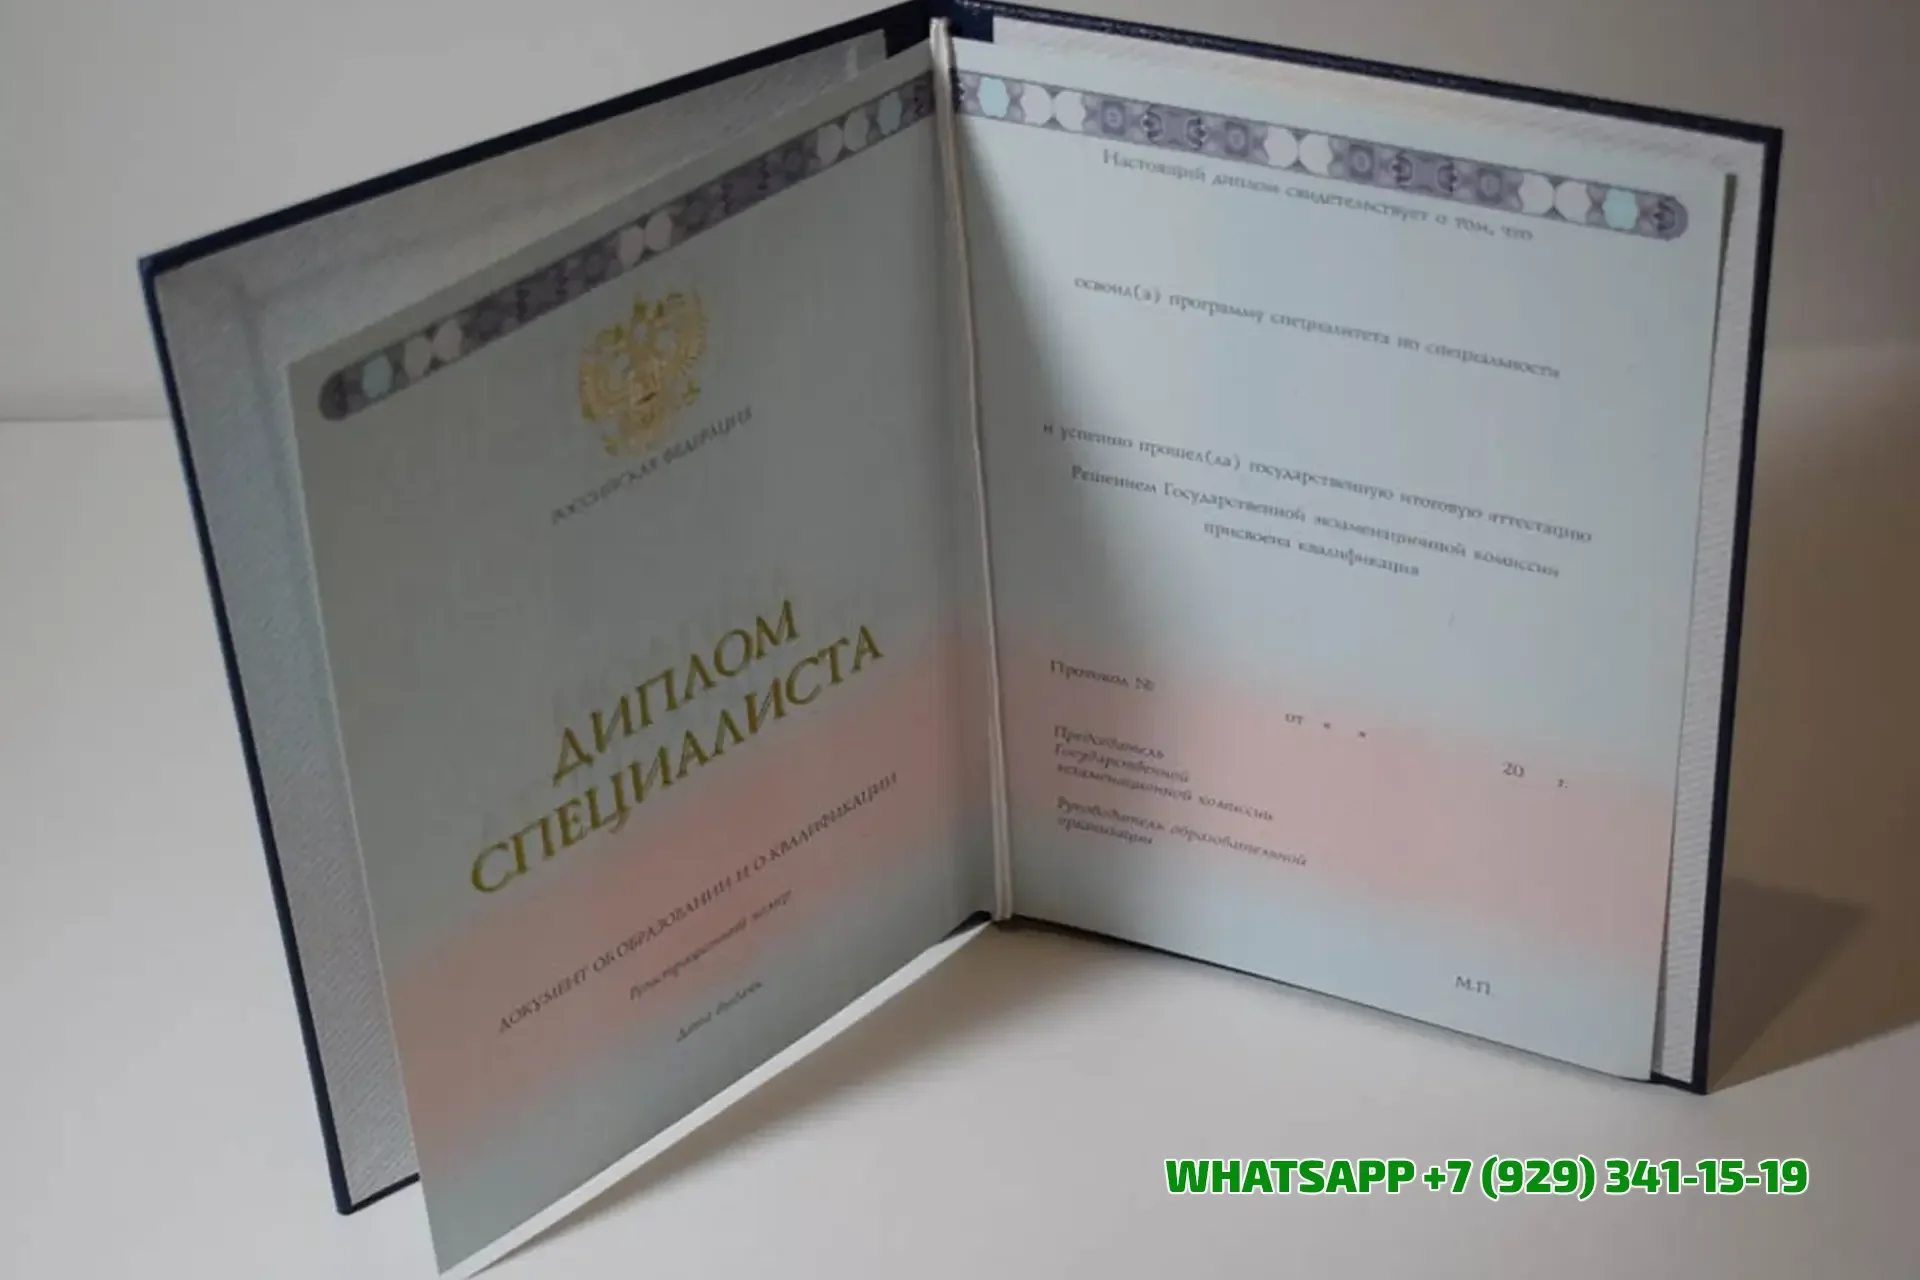 РОССИЙСКАЯ ФЕДЕРАЦИЯ
ДИПЛОМ
СПЕЦИАЛИСТА
ДОКУМЕНТ ОБ ОБРАЗОВАНИИ И О КВАЛИФИКАЦИИ
Регистрационный номер
Дата выдачи
Настоящий диплом свидетельствует о том, что
освоил(а) программу специалитета по специальности
и успешно прошел(ла) государственную итоговую аттестацию
Решением Государственной экзаменационной комиссии
присвоена квалификация
Протокол №
от « »
20 г.
Председатель
Государственной
экзаменационной комиссии
Руководитель образовательной
организации
М.П.
WHATSAPP +7 (929) 341-15-19